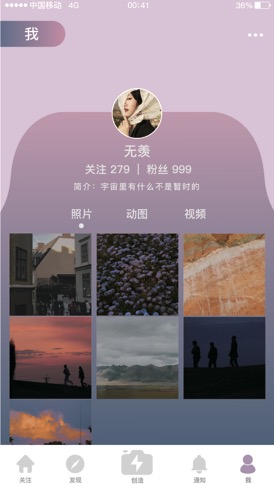 中国移动 4G 00:41 36%
我
无羡
关注 279 | 粉丝 999
简介：宇宙里有什么不是暂时的
照片 动图 视频
关注 发现 创造 通知 我